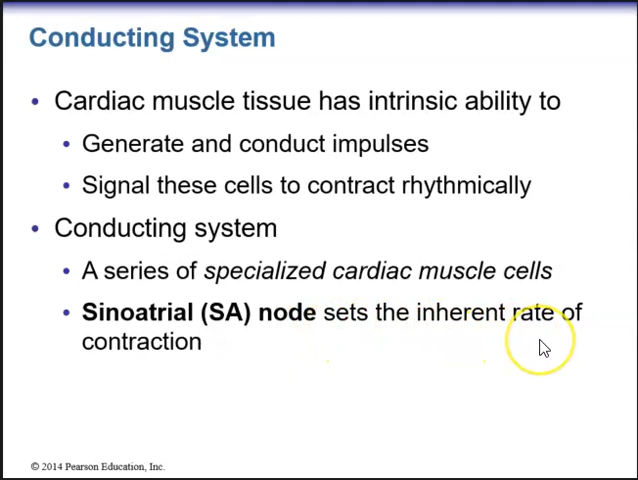 Conducting System
• Cardiac muscle tissue has intrinsic ability to
• Generate and conduct impulses
• Signal these cells to contract rhythmically
• Conducting system
• A series of specialized cardiac muscle cells
• Sinoatrial (SA) node sets the inherent rate of
contraction
© 2014 Pearson Education, Inc.